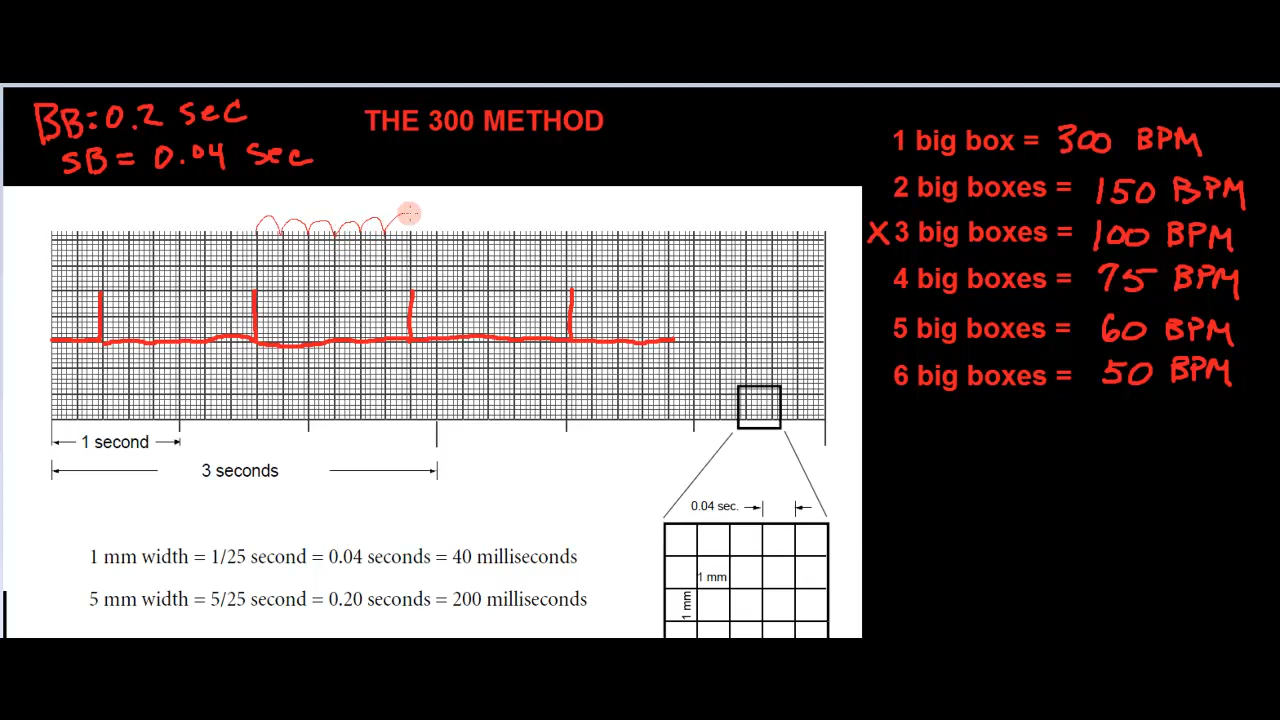 BB = 0.2 sec
SB = 0.04 sec
THE 300 METHOD
1 big box = 300 BPM
2 big boxes = 150 BPM
X 3 big boxes = 100 BPM
4 big boxes = 75 BPM
5 big boxes = 60 BPM
6 big boxes = 50 BPM
1 second
3 seconds
0.04 sec.
1 mm
1 mm
1 mm width = 1/25 second = 0.04 seconds = 40 milliseconds
5 mm width = 5/25 second = 0.20 seconds = 200 milliseconds